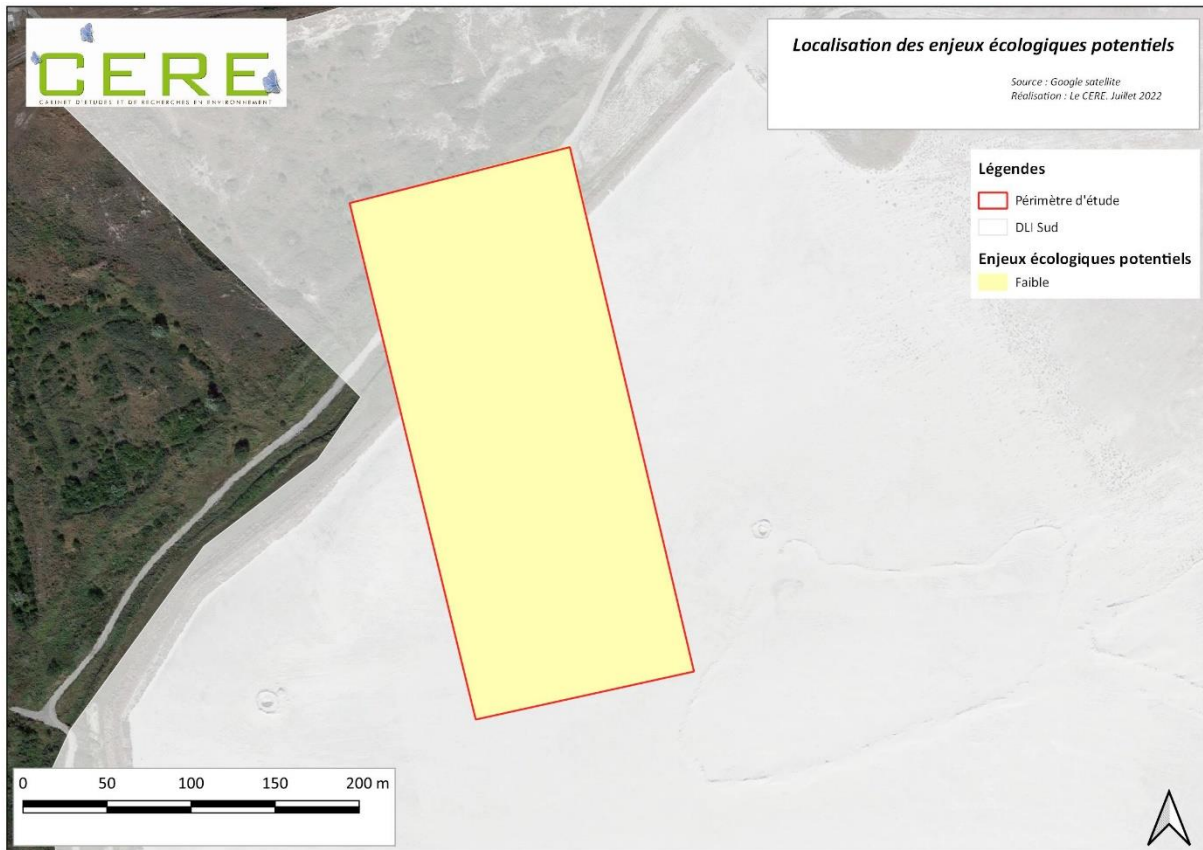 CERE
CABINET D'ETUDES ET DE RECHERCHES EN ENVIRONNEMENT
Localisation des enjeux écologiques potentiels
Source : Google satellite
Réalisation : Le CERE. Juillet 2022
Légendes
Périmètre d'étude
DLI Sud
Enjeux écologiques potentiels
Faible
0 50 100 150 200 m